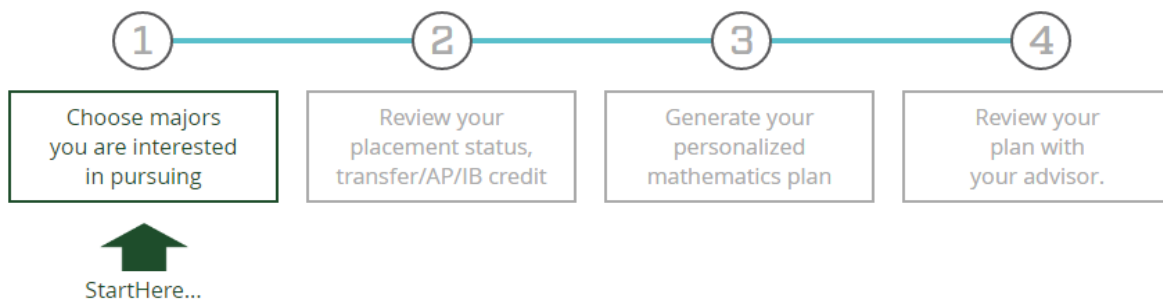 1
2
3
4
Choose majors
you are interested
in pursuing
Review your
placement status,
transfer/AP/IB credit
Generate your
personalized
mathematics plan
Review your
plan with
your advisor.
StartHere...